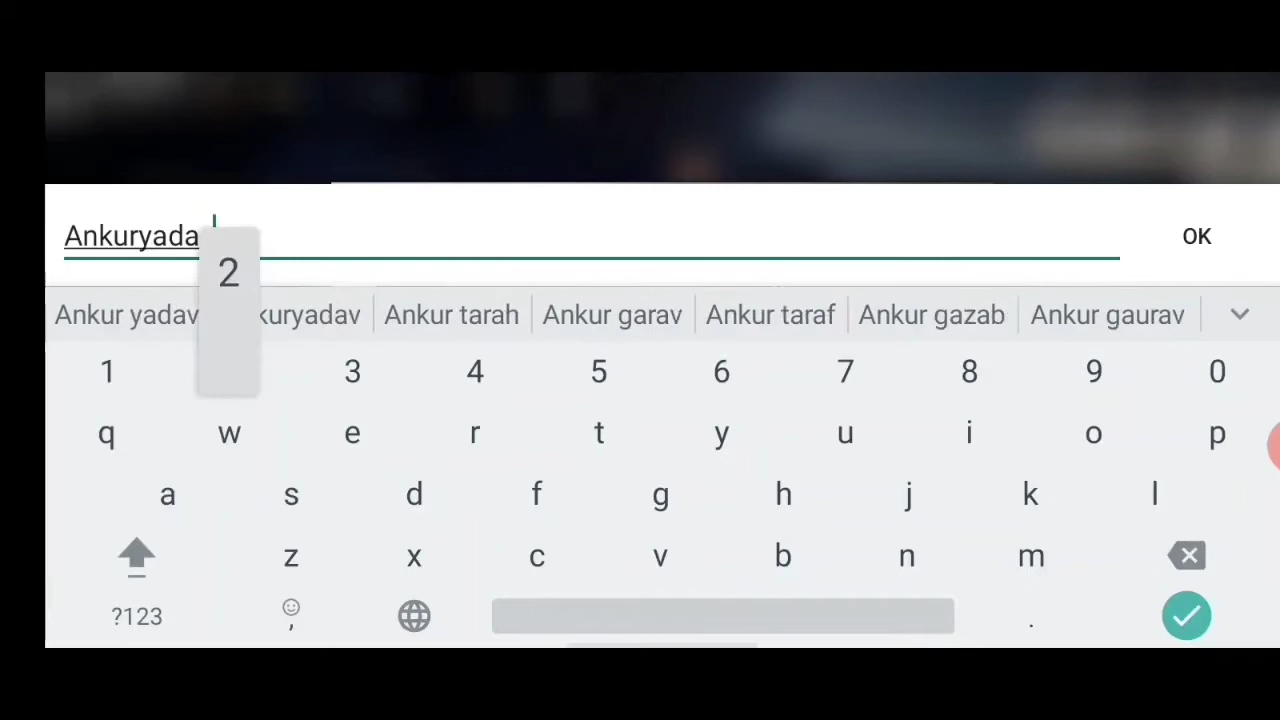 Ankuryada
OK
2
Ankur yadav kuryadav Ankur tarah Ankur garav Ankur taraf Ankur gazab Ankur gaurav
1 3 4 5 6 7 8 9 0
q w e r t y u i o p
a s d f g h j k l
z x c v b n m
?123 , .